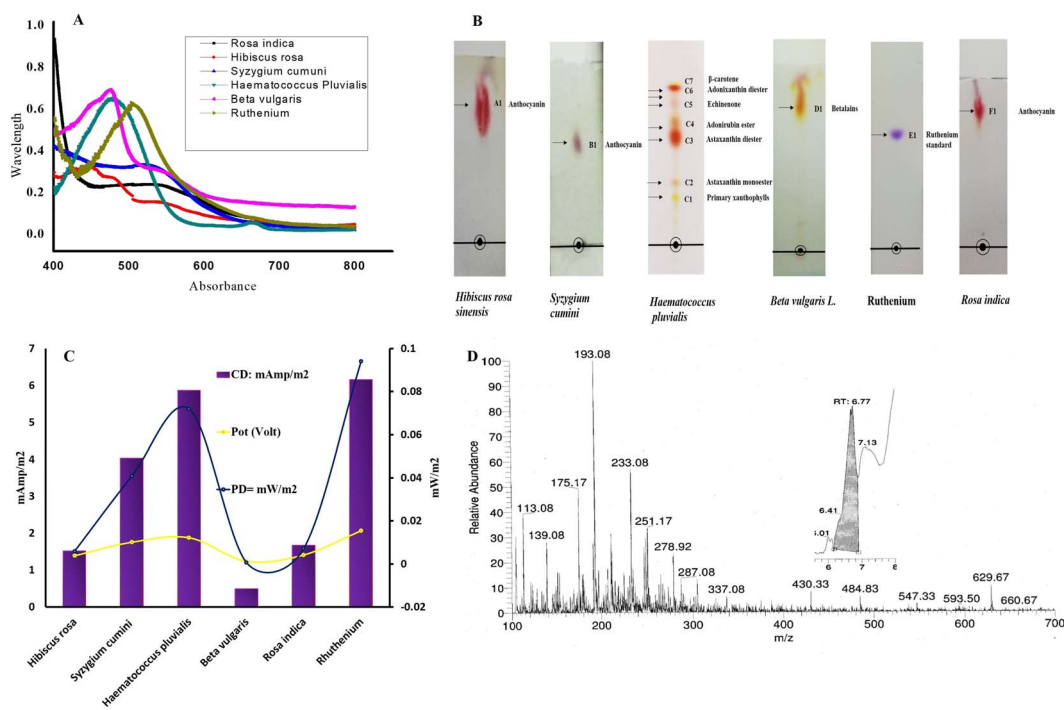 A
1.0
0.8
0.6
0.4
0.2
0.0
Wavelength
400 500 600 700 800
Absorbance
Rosa indica
Hibiscus rosa
Syzygium cumuni
Haematococcus Pluvialis
Beta vulgaris
Ruthenium
B
A1 Anthocyanin
Hibiscus rosa
sinensis
B1 Anthocyanin
Syzygium
cumini
C7 β-carotene
C6 Adonixanthin diester
C5 Echinenone
C4 Adonirubin ester
C3 Astaxanthin diester
C2 Astaxanthin monoester
C1 Primary xanthophylls
Haematococcus
pluvialis
D1 Betalains
Beta vulgaris L.
E1 Ruthenium
standard
Ruthenium
F1 Anthocyanin
Rosa indica
C
CD: mAmp/m2
Pot (Volt)
PD= mW/m2
7
6
5
4
3
2
1
0
mAmp/m2
0.1
0.08
0.06
0.04
0.02
0
-0.02
mW/m2
Hibiscus rosa
Syzygium cumini
Haematococcus pluvialis
Beta vulgaris
Rosa indica
Rhuthenium
D
100
90
80
70
60
50
40
30
20
10
0
Relative Abundance
193.08
233.08
175.17
113.08
139.08
251.17
278.92
287.08
337.08
430.33
484.83
547.33
593.50
629.67
660.67
100 200 300 400 500 600 700
m/z
RT: 6.77
7.13
6.41
6 7 8